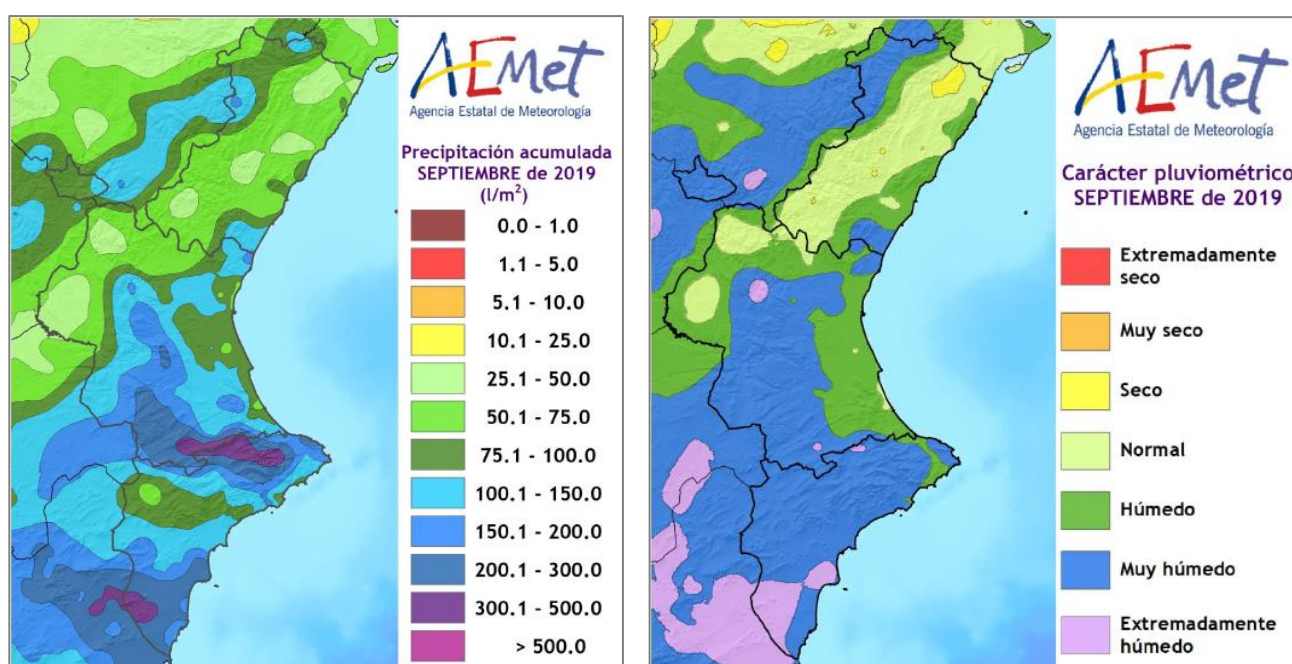 AEMet
Agencia Estatal de Meteorología
Precipitación acumulada
SEPTIEMBRE de 2019
(l/m²)
0.0 - 1.0
1.1 - 5.0
5.1 - 10.0
10.1 - 25.0
25.1 - 50.0
50.1 - 75.0
75.1 - 100.0
100.1 - 150.0
150.1 - 200.0
200.1 - 300.0
300.1 - 500.0
> 500.0
AEMet
Agencia Estatal de Meteorología
Carácter pluviométrico
SEPTIEMBRE de 2019
Extremadamente
seco
Muy seco
Seco
Normal
Húmedo
Muy húmedo
Extremadamente
húmedo